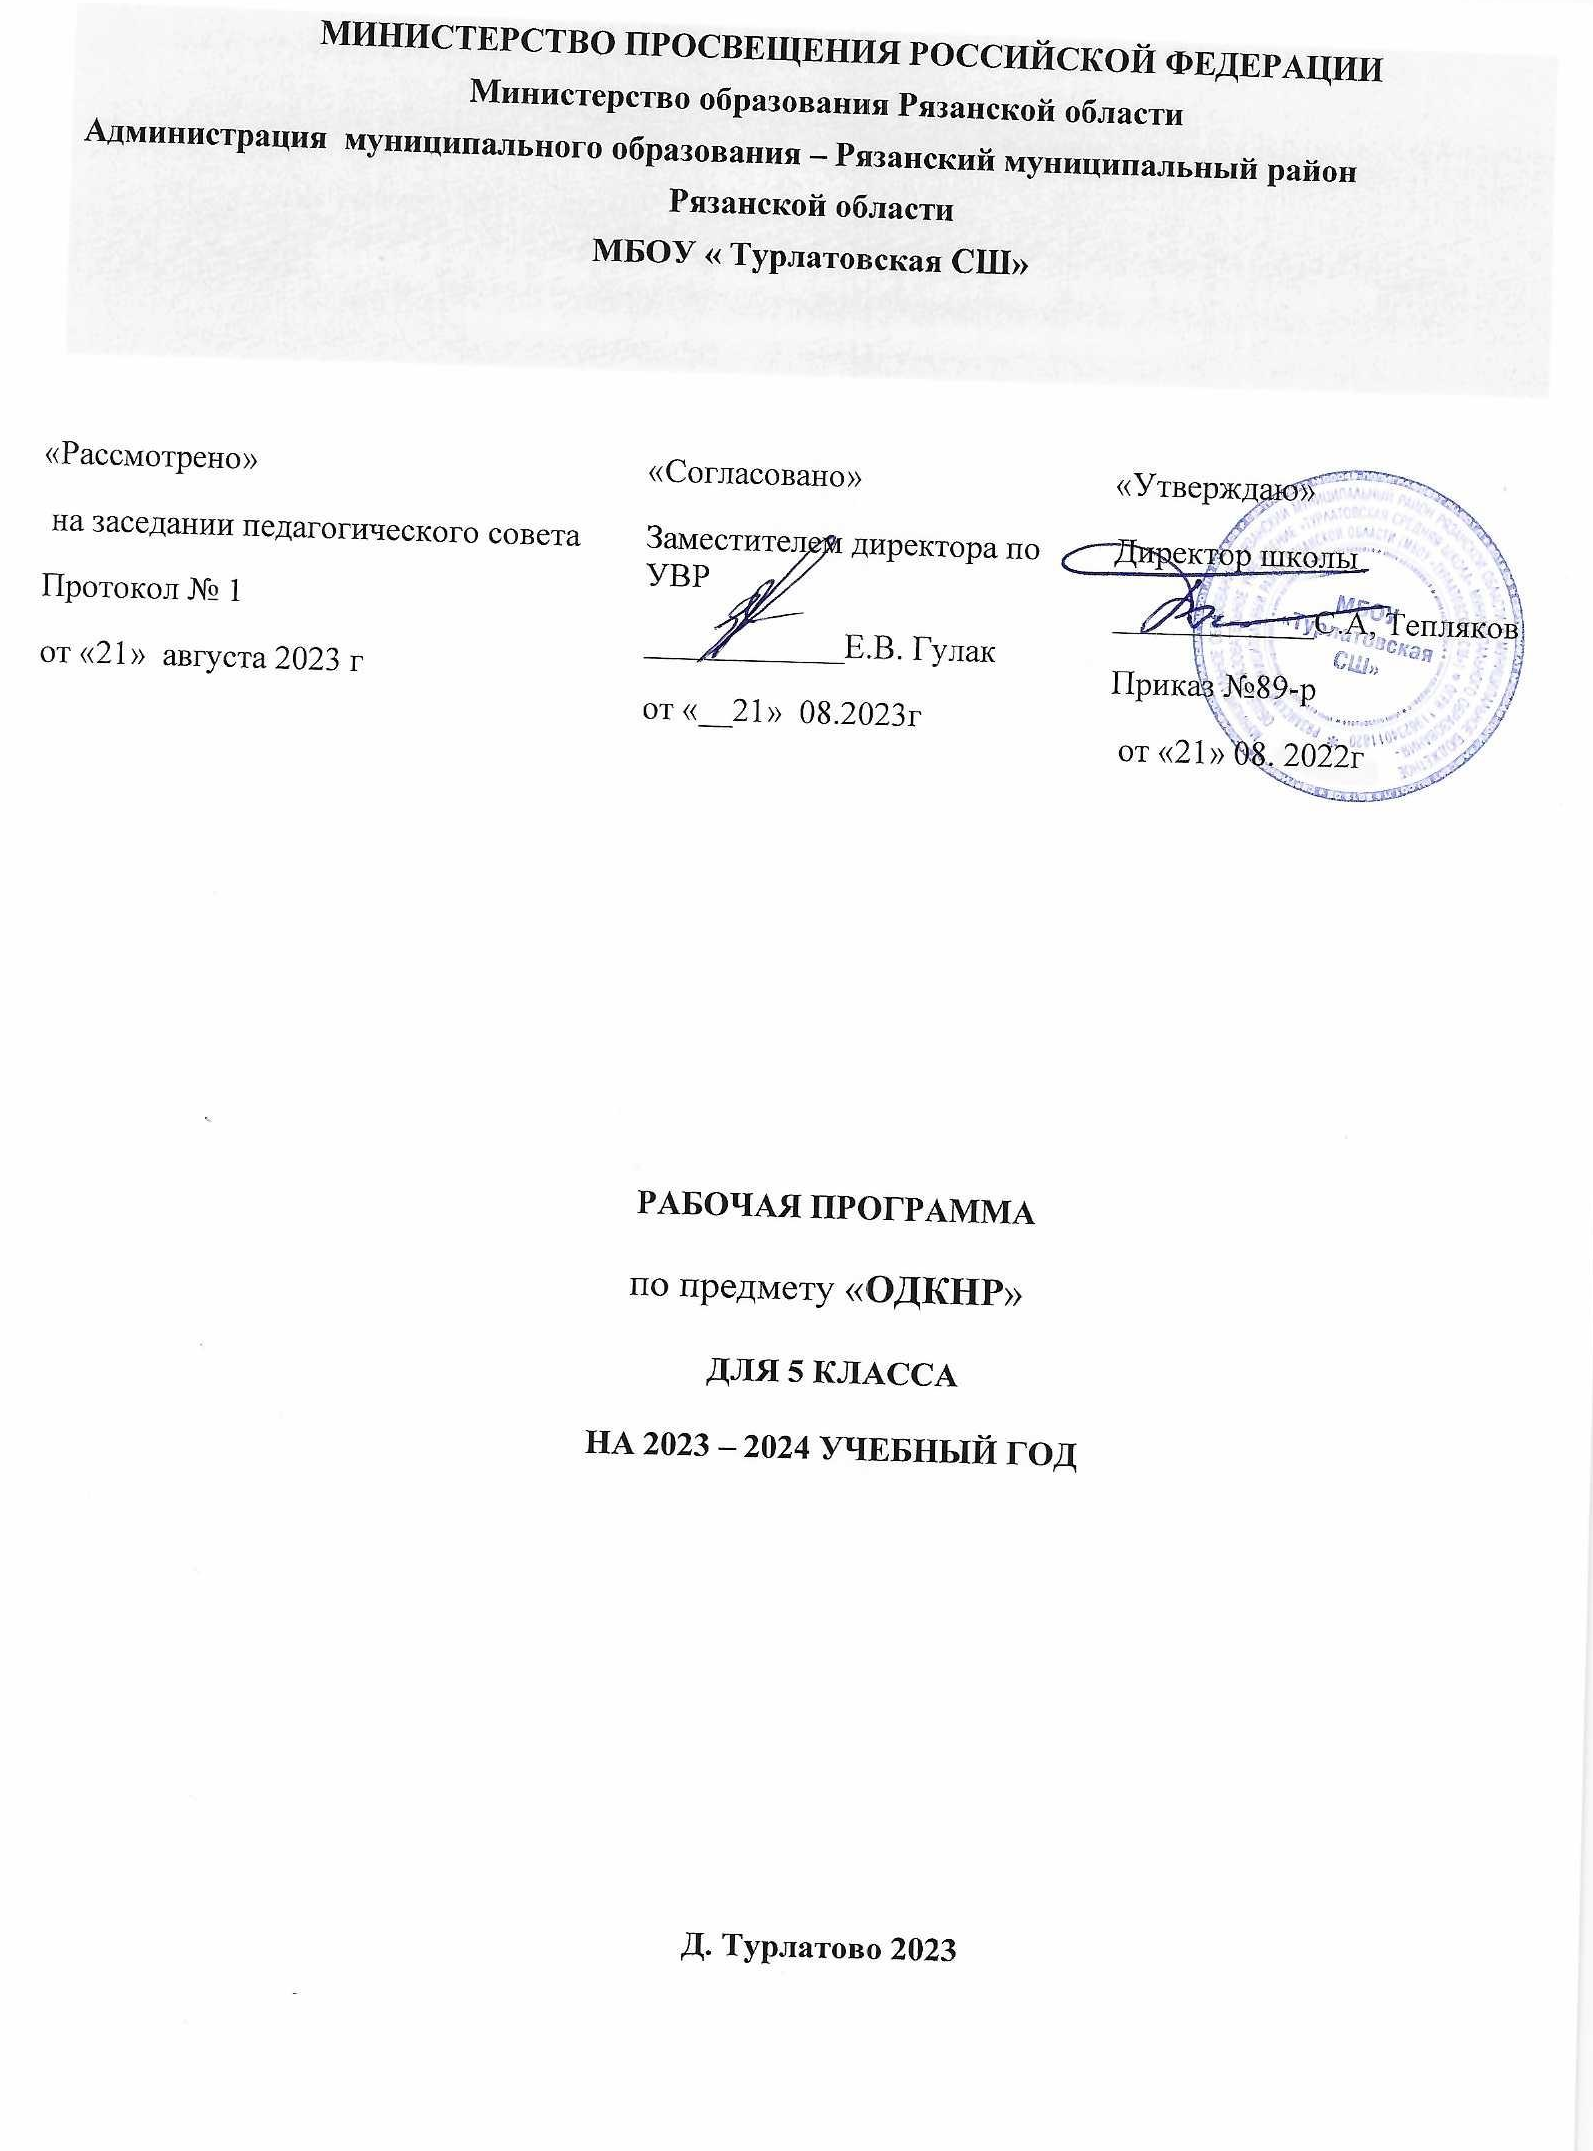 МИНИСТЕРСТВО ПРОСВЕЩЕНИЯ РОССИЙСКОЙ ФЕДЕРАЦИИ
Министерство образования Рязанской области
Администрация  муниципального образования – Рязанский муниципальный район
Рязанской области
МБОУ « Турлатовская СШ»
«Рассмотрено»
на заседании педагогического совета
Протокол № 1
от «21»  августа 2023 г
«Согласовано»
Заместителем директора по
УВР
____________Е.В. Гулак
от «__21»  08.2023г
«Утверждаю»
Директор школы
____________С.А, Тепляков
Приказ №89-р
от «21» 08. 2022г
МБОУ
«Турлатовская
СШ»
РАБОЧАЯ ПРОГРАММА
по предмету «ОДКНР»
ДЛЯ 5 КЛАССА
НА 2023 – 2024 УЧЕБНЫЙ ГОД
Д. Турлатово 2023